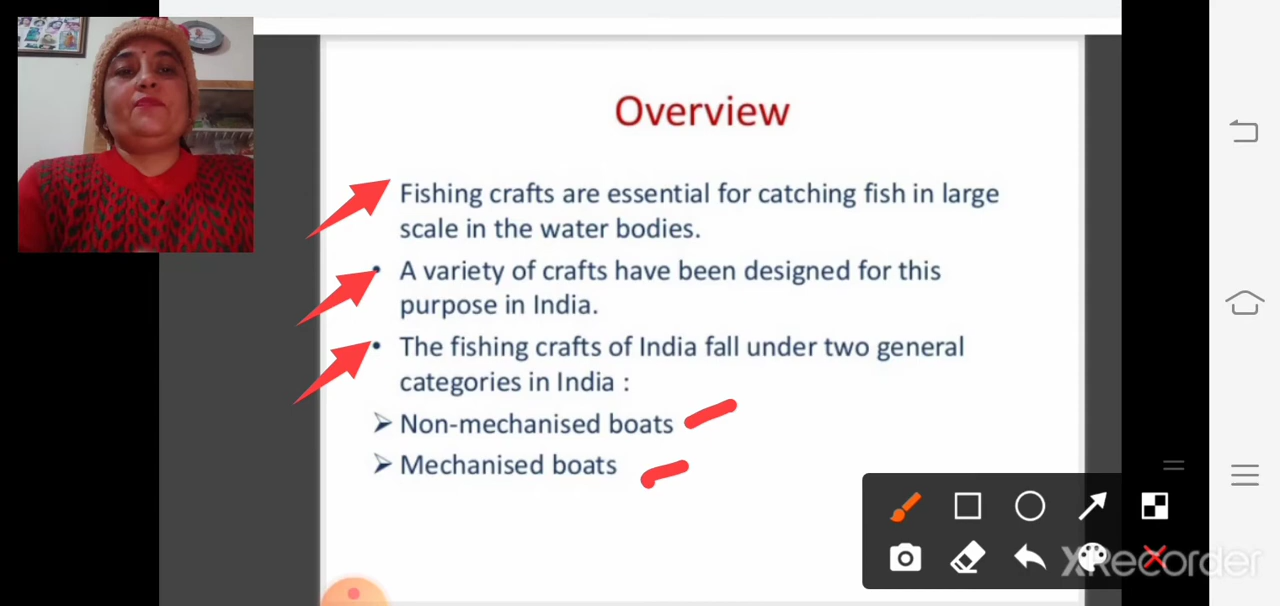 Overview
Fishing crafts are essential for catching fish in large
scale in the water bodies.
• A variety of crafts have been designed for this
purpose in India.
• The fishing crafts of India fall under two general
categories in India :
➢ Non-mechanised boats
➢ Mechanised boats
XRecorder